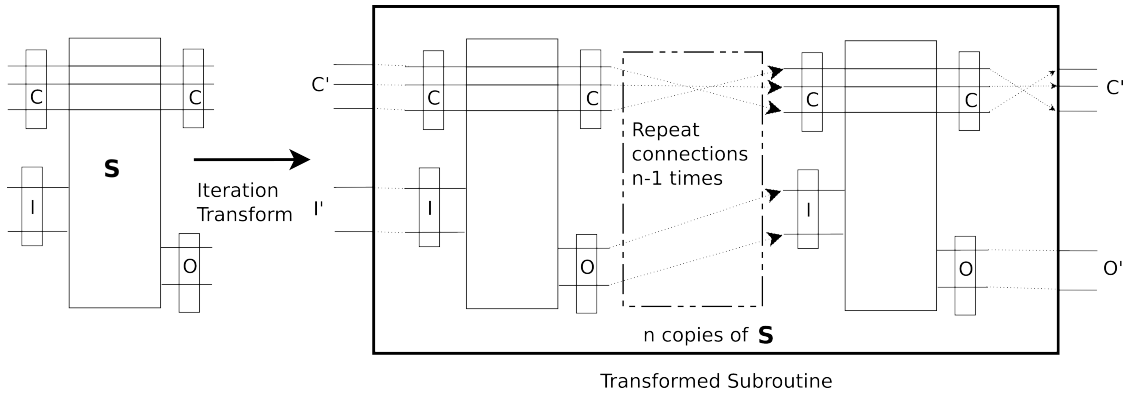 C
C
S
I
O
Iteration
Transform
C'
I'
C
C
I
O
Repeat
connections
n-1 times
C
C
I
O
C'
O'
n copies of S
Transformed Subroutine